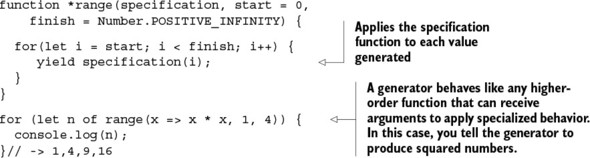 function *range(specification, start = 0,
finish = Number.POSITIVE_INFINITY) {
for(let i = start; i < finish; i++) {
yield specification(i);
}
}
Applies the specification
function to each value
generated
for (let n of range(x => x * x, 1, 4)) {
console.log(n);
}// -> 1,4,9,16
A generator behaves like any higher-
order function that can receive
arguments to apply specialized behavior.
In this case, you tell the generator to
produce squared numbers.